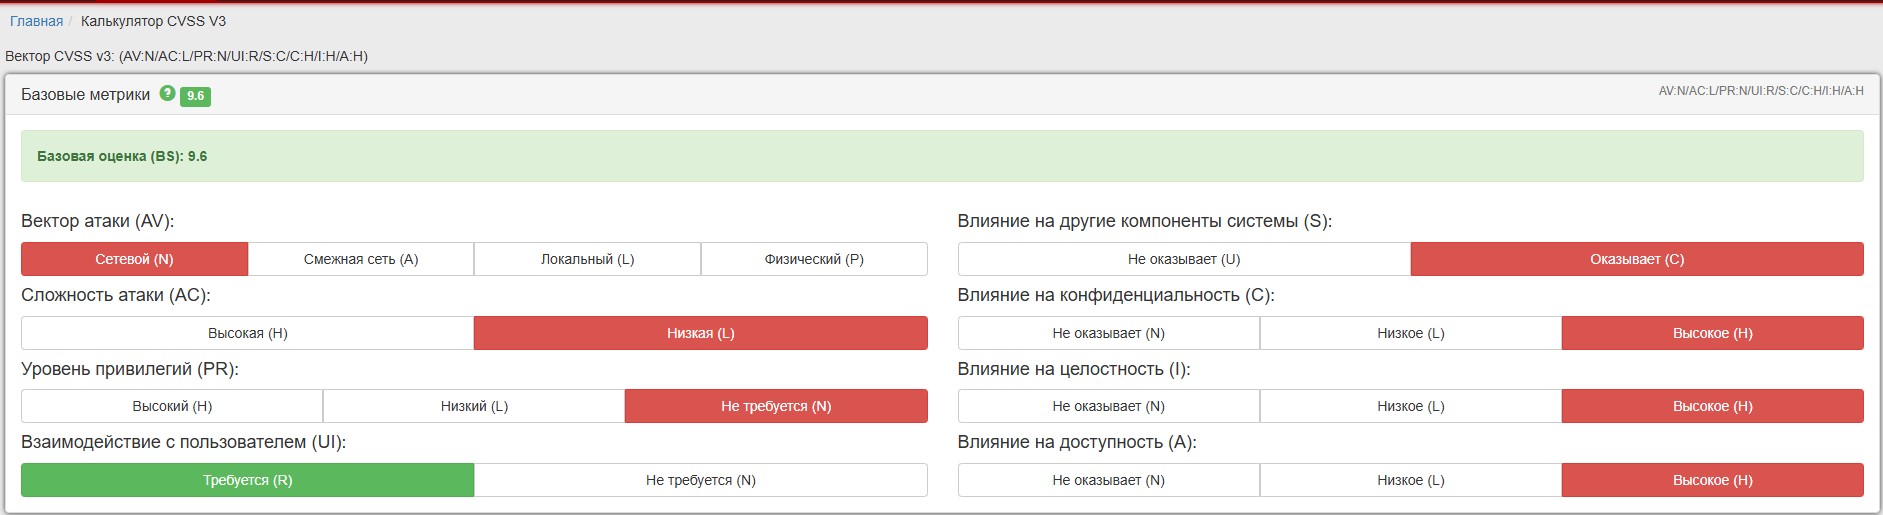 Главная / Калькулятор CVSS V3
Вектор CVSS v3: (AV:N/AC:L/PR:N/UI:R/S:C/C:H/I:H/A:H)
Базовые метрики ? 9.6 AV:N/AC:L/PR:N/UI:R/S:C/C:H/I:H/A:H
Базовая оценка (BS): 9.6
Вектор атаки (AV):
Сетевой (N) Смежная сеть (A) Локальный (L) Физический (P)
Сложность атаки (AC):
Высокая (H) Низкая (L)
Уровень привилегий (PR):
Высокий (H) Низкий (L) Не требуется (N)
Взаимодействие с пользователем (UI):
Требуется (R) Не требуется (N)
Влияние на другие компоненты системы (S):
Не оказывает (U) Оказывает (C)
Влияние на конфиденциальность (C):
Не оказывает (N) Низкое (L) Высокое (H)
Влияние на целостность (I):
Не оказывает (N) Низкое (L) Высокое (H)
Влияние на доступность (A):
Не оказывает (N) Низкое (L) Высокое (H)